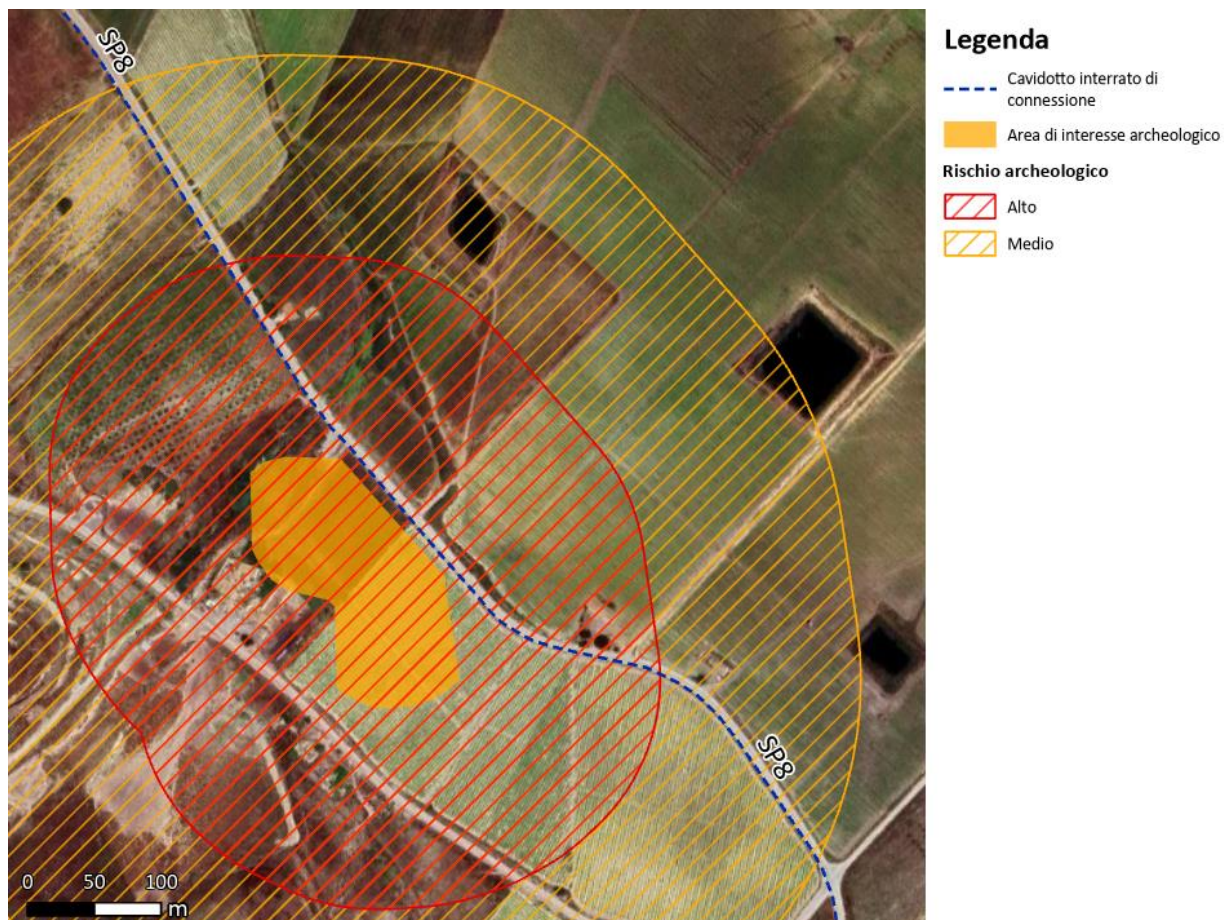 SP8
SP8
0 50 100
m
Legenda
Cavidotto interrato di
connessione
Area di interesse archeologico
Rischio archeologico
Alto
Medio